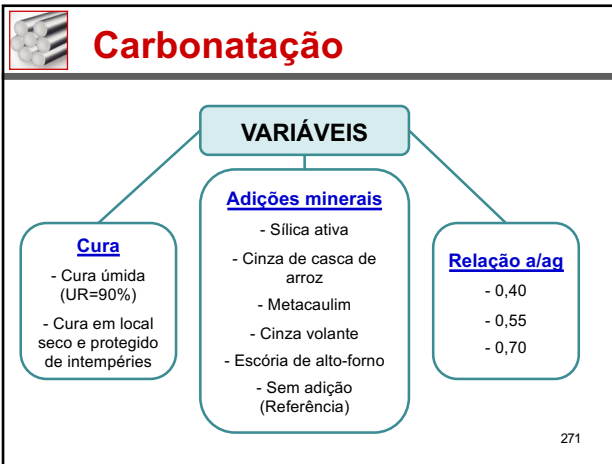 Carbonatação
VARIÁVEIS
Cura
- Cura úmida
(UR=90%)
- Cura em local
seco e protegido
de intempéries
Adições minerais
- Sílica ativa
- Cinza de casca de
arroz
- Metacaulim
- Cinza volante
- Escória de alto-forno
- Sem adição
(Referência)
Relação a/ag
- 0,40
- 0,55
- 0,70
271